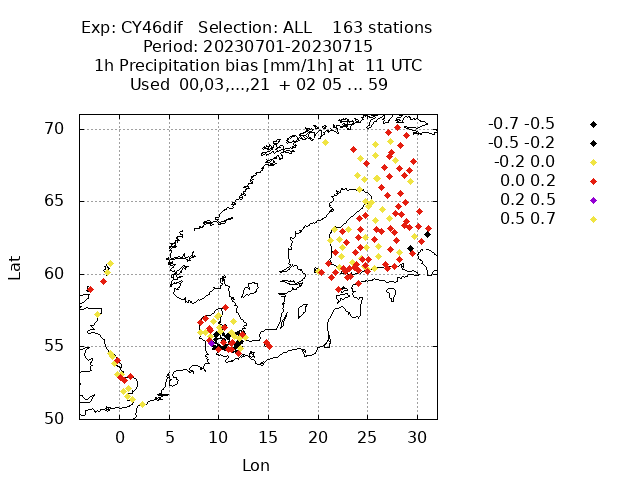 Exp: CY46dif   Selection: ALL    163 stations
Period: 20230701-20230715
1h Precipitation bias [mm/1h] at  11 UTC
Used  00,03,...,21  + 02 05 ... 59
-0.7 -0.5
-0.5 -0.2
-0.2 0.0
0.0 0.2
0.2 0.5
0.5 0.7
70
65
60
55
50
Lat
0 5 10 15 20 25 30
Lon